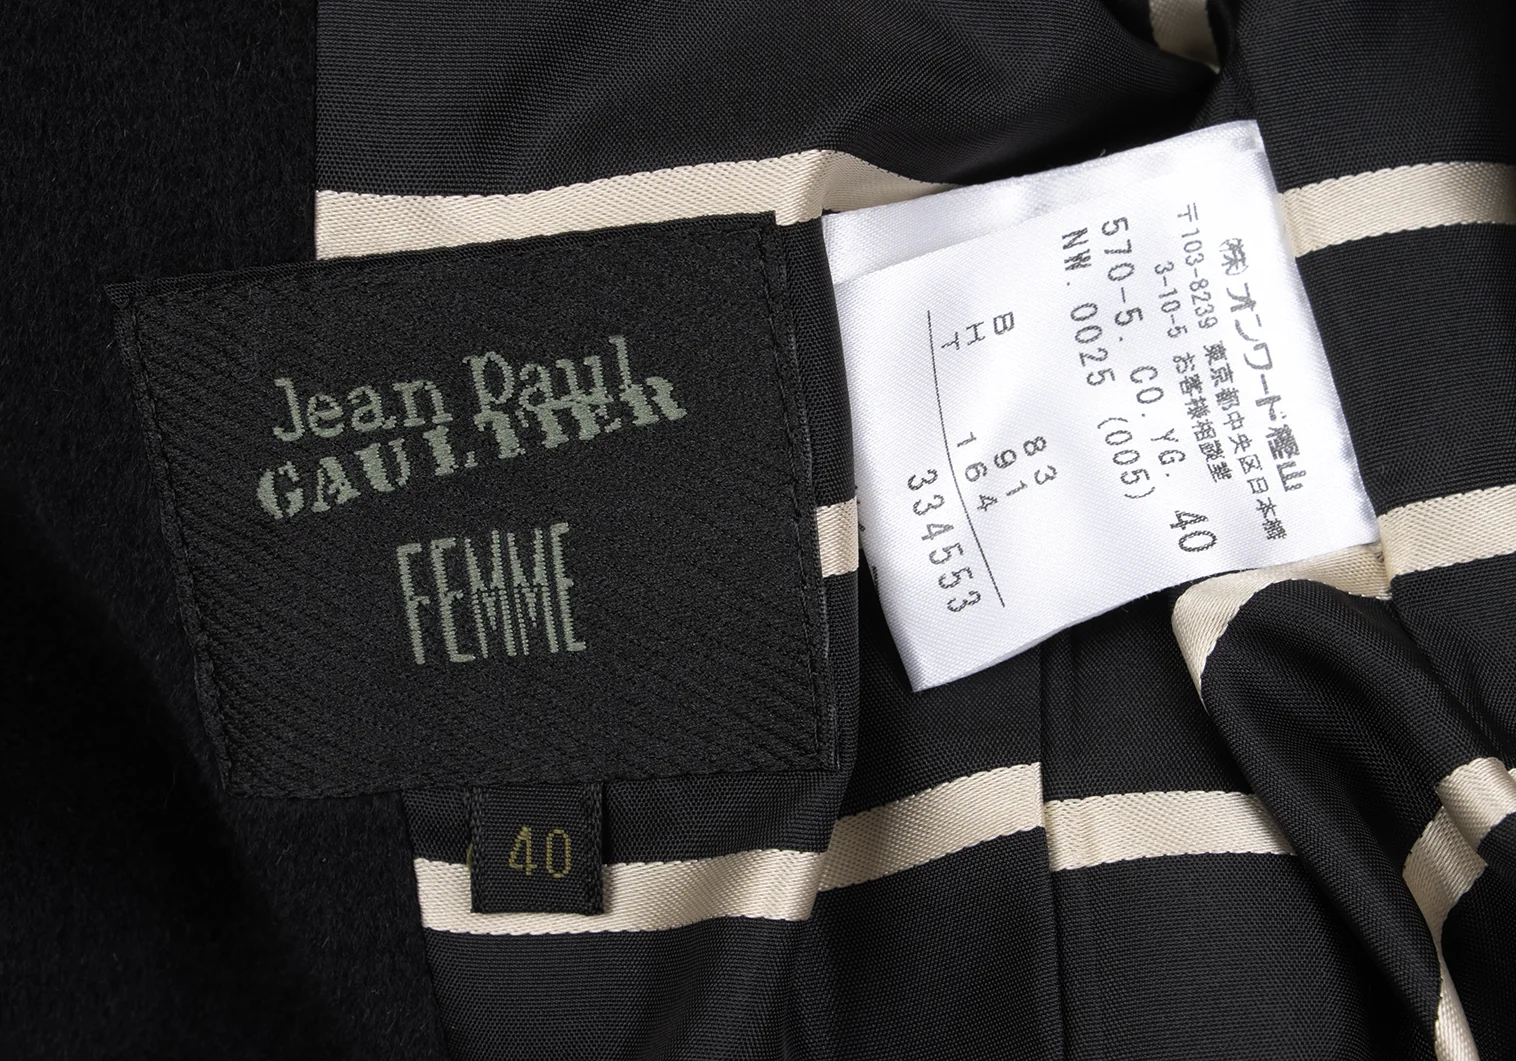 Jean Paul
GAULTIER
FEMME
40
㈱オンワード樫山
〒103-8239 東京都中央区日本橋
3-10-5 お客様相談室
570-5. CO. YG. 40
NW. 0025 (005)
B 83
H 91
T 164
334553